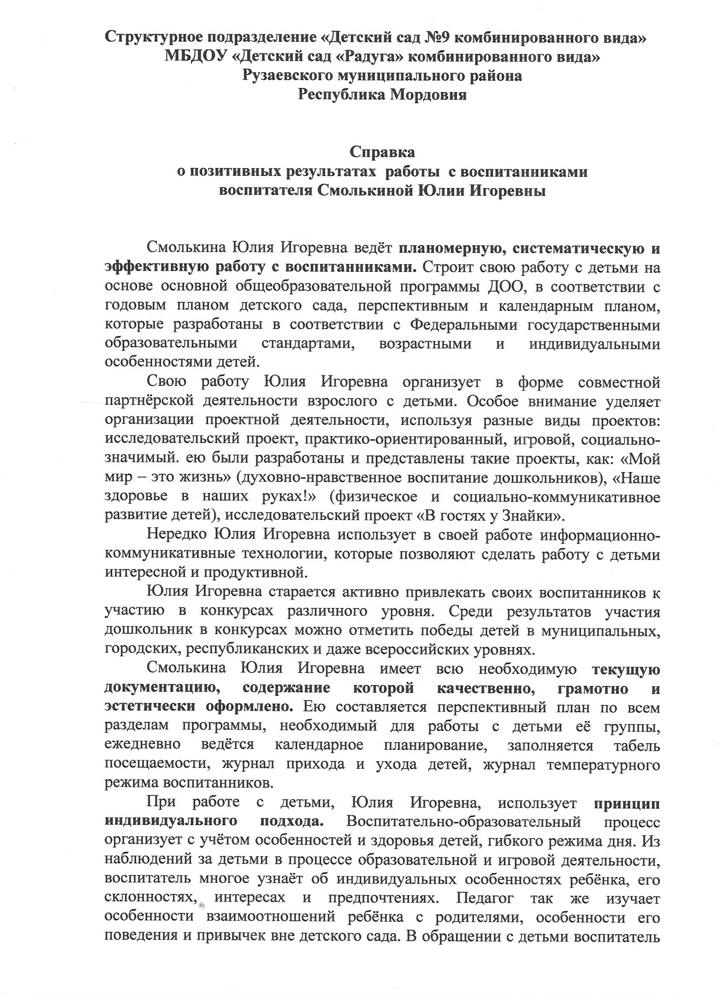 Структурное подразделение «Детский сад №9 комбинированного вида»
МБДОУ «Детский сад «Радуга» комбинированного вида»
Рузаевского муниципального района
Республика Мордовия
Справка
о позитивных результатах работы с воспитанниками
воспитателя Смолькиной Юлии Игоревны
Смолькина Юлия Игоревна ведёт планомерную, систематическую и
эффективную работу с воспитанниками. Строит свою работу с детьми на
основе основной общеобразовательной программы ДОО, в соответствии с
годовым планом детского сада, перспективным и календарным планом,
которые разработаны в соответствии с Федеральными государственными
образовательными стандартами, возрастными и индивидуальными
особенностями детей.
Свою работу Юлия Игоревна организует в форме совместной
партнёрской деятельности взрослого с детьми. Особое внимание уделяет
организации проектной деятельности, используя разные виды проектов:
исследовательский проект, практико-ориентированный, игровой, социально-
значимый. ею были разработаны и представлены такие проекты, как: «Мой
мир – это жизнь» (духовно-нравственное воспитание дошкольников), «Наше
здоровье в наших руках!» (физическое и социально-коммуникативное
развитие детей), исследовательский проект «В гостях у Знайки».
Нередко Юлия Игоревна использует в своей работе информационно-
коммуникативные технологии, которые позволяют сделать работу с детьми
интересной и продуктивной.
Юлия Игоревна старается активно привлекать своих воспитанников к
участию в конкурсах различного уровня. Среди результатов участия
дошкольник в конкурсах можно отметить победы детей в муниципальных,
городских, республиканских и даже всероссийских уровнях.
Смолькина Юлия Игоревна имеет всю необходимую текущую
документацию, содержание которой качественно, грамотно и
эстетически оформлено. Ею составляется перспективный план по всем
разделам программы, необходимый для работы с детьми её группы,
ежедневно ведётся календарное планирование, заполняется табель
посещаемости, журнал прихода и ухода детей, журнал температурного
режима воспитанников.
При работе с детьми, Юлия Игоревна, использует принцип
индивидуального подхода. Воспитательно-образовательный процесс
организует с учётом особенностей и здоровья детей, гибкого режима дня. Из
наблюдений за детьми в процессе образовательной и игровой деятельности,
воспитатель многое узнаёт об индивидуальных особенностях ребёнка, его
склонностях, интересах и предпочтениях. Педагог так же изучает
особенности взаимоотношений ребёнка с родителями, особенности его
поведения и привычек вне детского сада. В обращении с детьми воспитатель